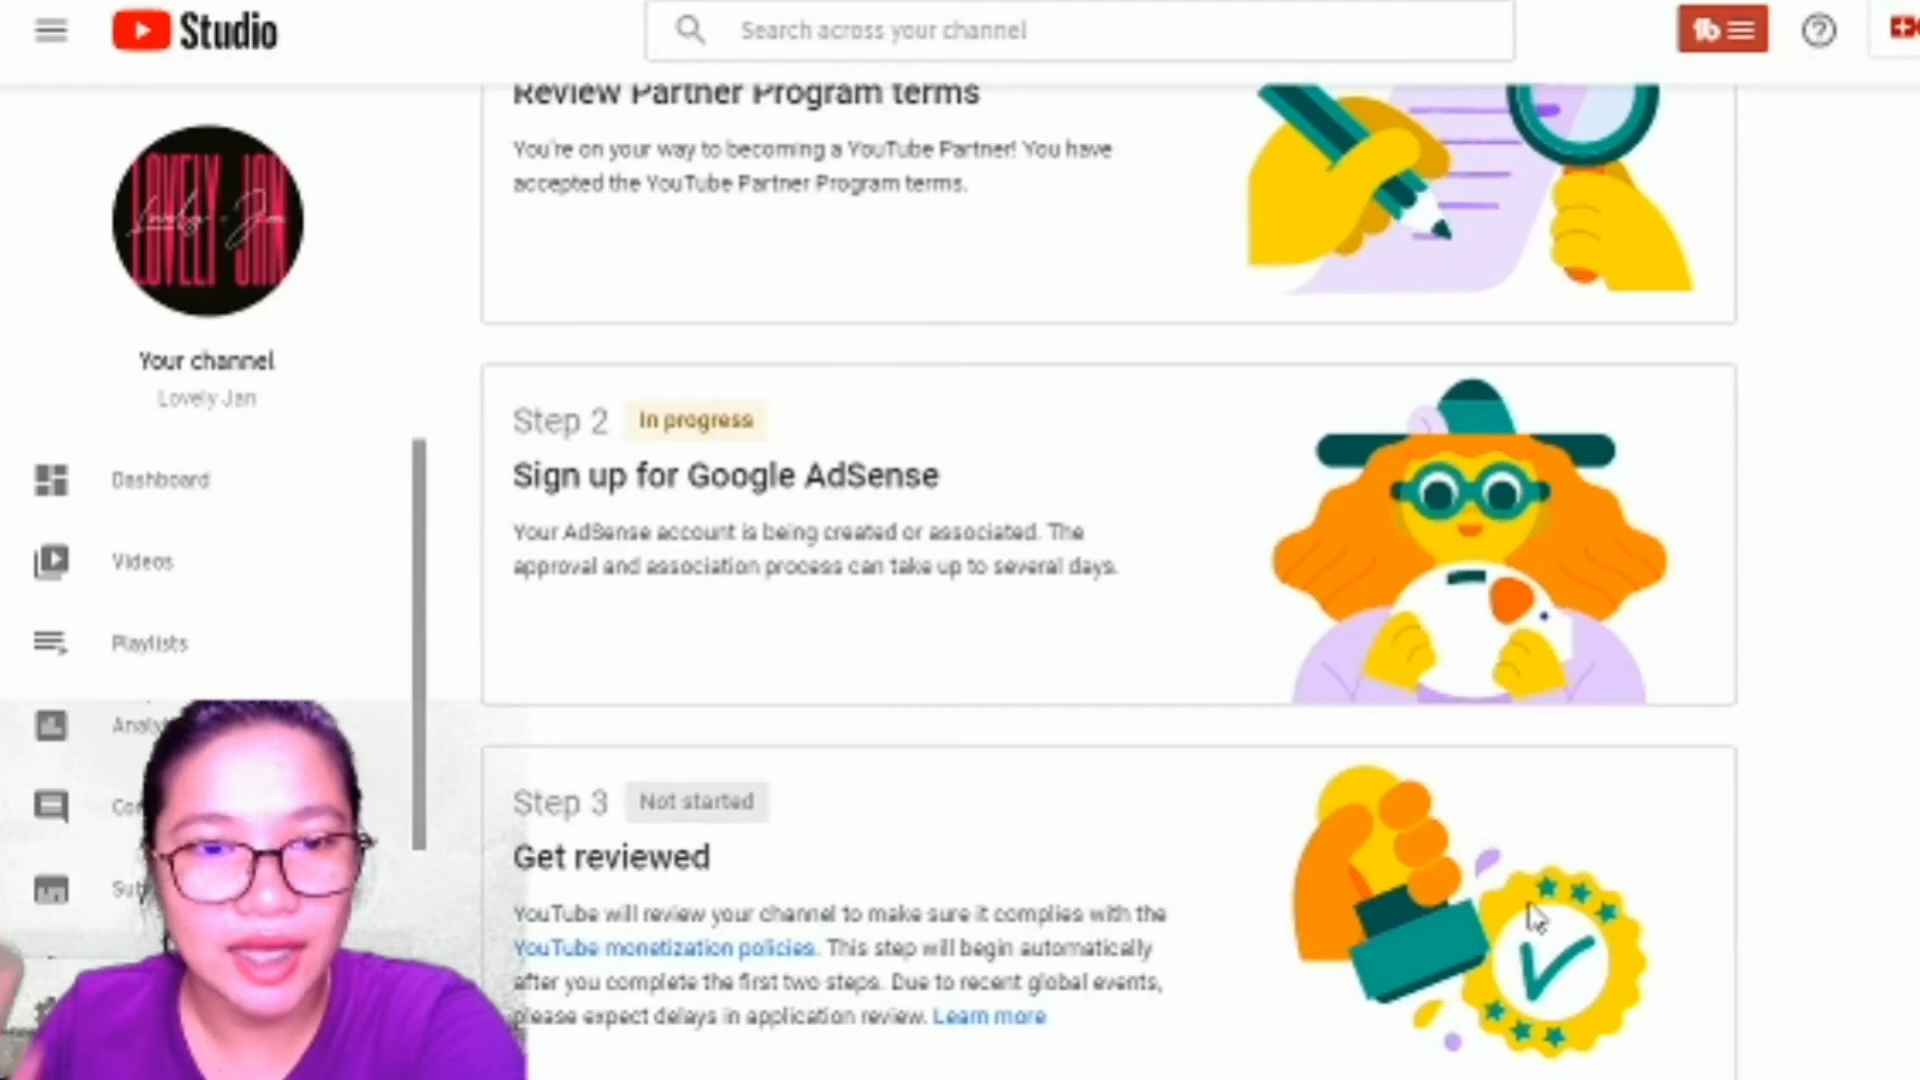 Studio
Search across your channel
Review Partner Program terms
You're on your way to becoming a YouTube Partner! You have
accepted the YouTube Partner Program terms.
LOVELY JAN
Lovely Jan
Your channel
Lovely Jan
Dashboard
Videos
Playlists
Step 2 In progress
Sign up for Google AdSense
Your AdSense account is being created or associated. The
approval and association process can take up to several days.
Step 3 Not started
Get reviewed
YouTube will review your channel to make sure it complies with the
YouTube monetization policies. This step will begin automatically
after you complete the first two steps. Due to recent global events,
please expect delays in application review. Learn more